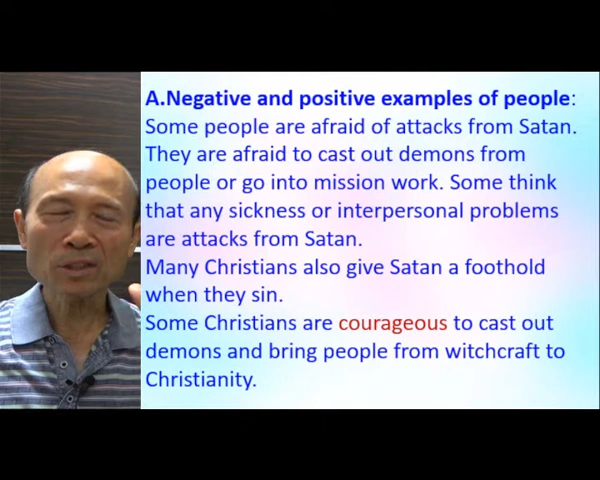 A.Negative and positive examples of people:
Some people are afraid of attacks from Satan.
They are afraid to cast out demons from
people or go into mission work. Some think
that any sickness or interpersonal problems
are attacks from Satan.
Many Christians also give Satan a foothold
when they sin.
Some Christians are courageous to cast out
demons and bring people from witchcraft to
Christianity.